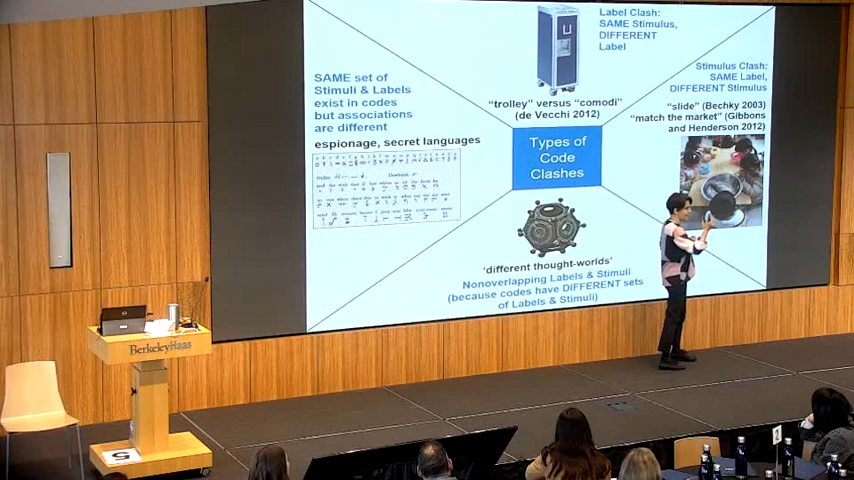 Label Clash:
SAME Stimulus,
DIFFERENT
Label
Stimulus Clash:
SAME Label,
DIFFERENT Stimulus
SAME set of
Stimuli & Labels
exist in codes
but associations
are different
espionage, secret languages
"trolley" versus "comodi"
(de Vecchi 2012)
"slide" (Bechky 2003)
"match the market" (Gibbons
and Henderson 2012)
Types of
Code
Clashes
'different thought-worlds'
Nonoverlapping Labels & Stimuli
(because codes have DIFFERENT sets
of Labels & Stimuli)
BerkeleyHaas